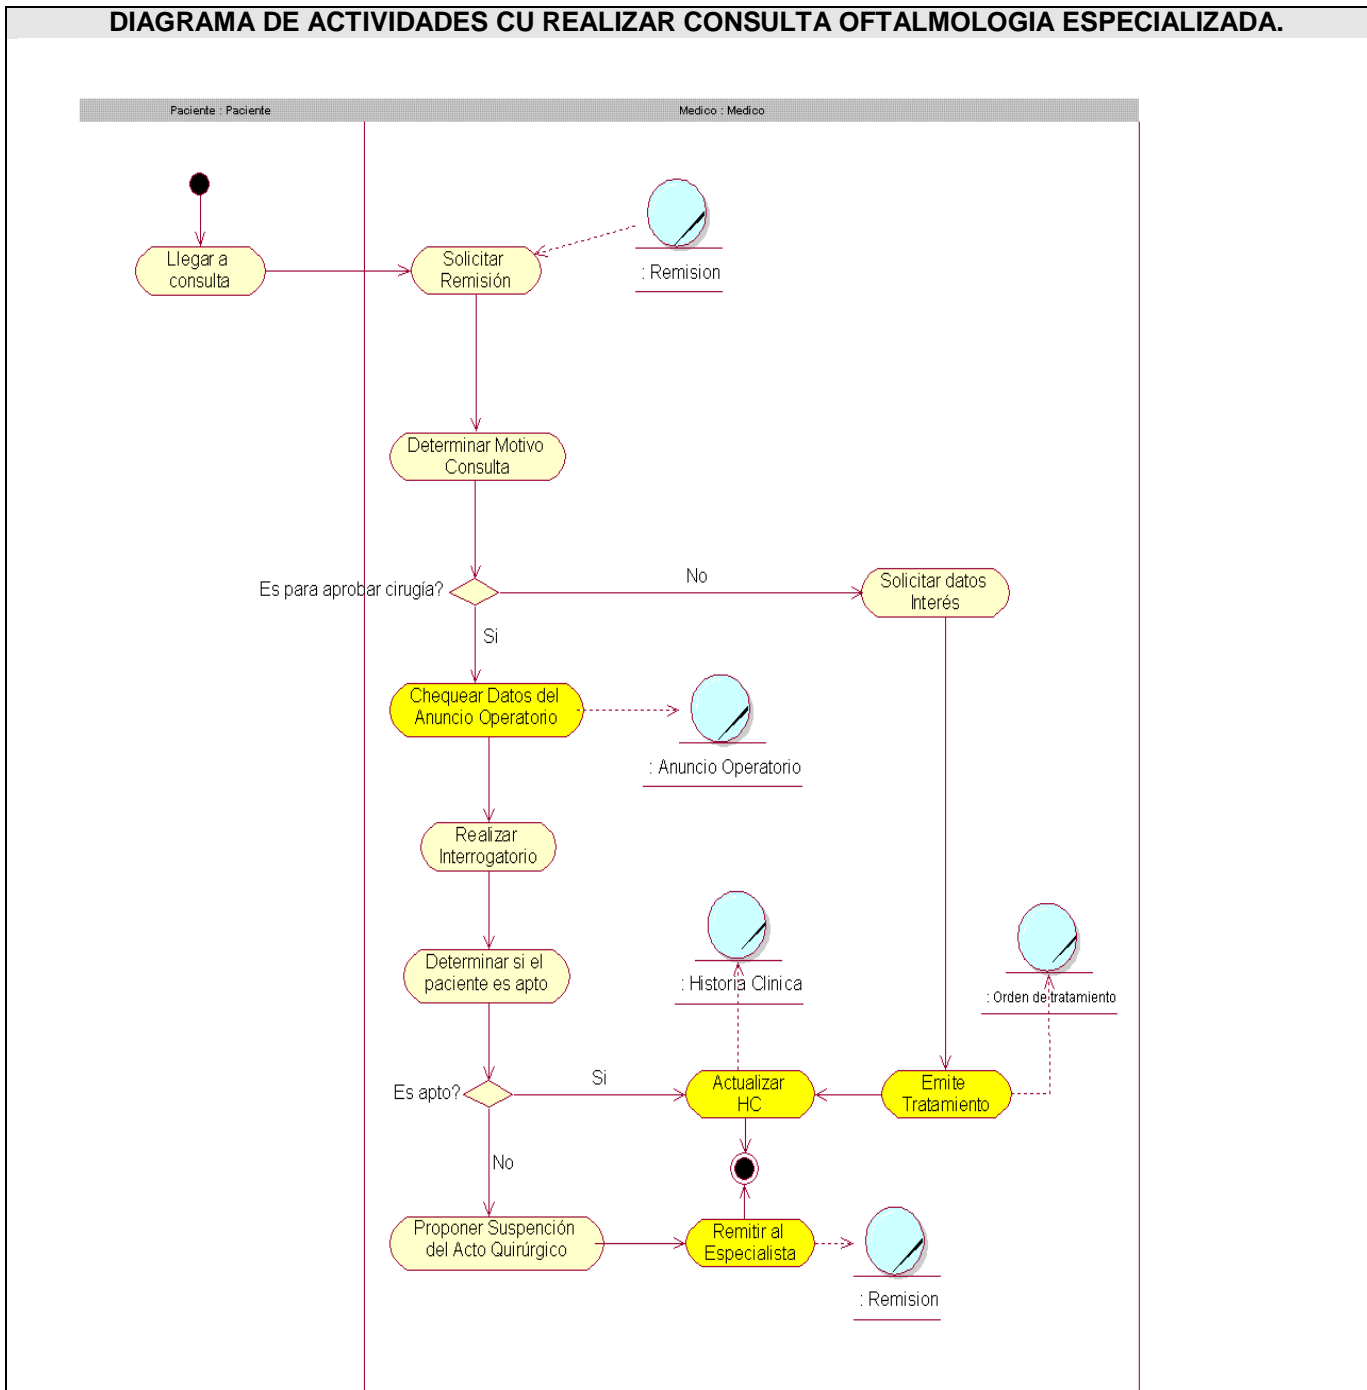 DIAGRAMA DE ACTIVIDADES CU REALIZAR CONSULTA OFTALMOLOGIA ESPECIALIZADA.
Paciente : Paciente
Medico : Medico
Llegar a
consulta
Solicitar
Remisión
: Remision
Determinar Motivo
Consulta
Es para aprobar cirugía?
No
Solicitar datos
Interés
Si
Chequear Datos del
Anuncio Operatorio
: Anuncio Operatorio
Realizar
Interrogatorio
Determinar si el
paciente es apto
: Historia Clinica
: Orden de tratamiento
Es apto?
Si
Actualizar
HC
Emite
Tratamiento
No
Proponer Suspención
del Acto Quirúrgico
Remitir al
Especialista
: Remision